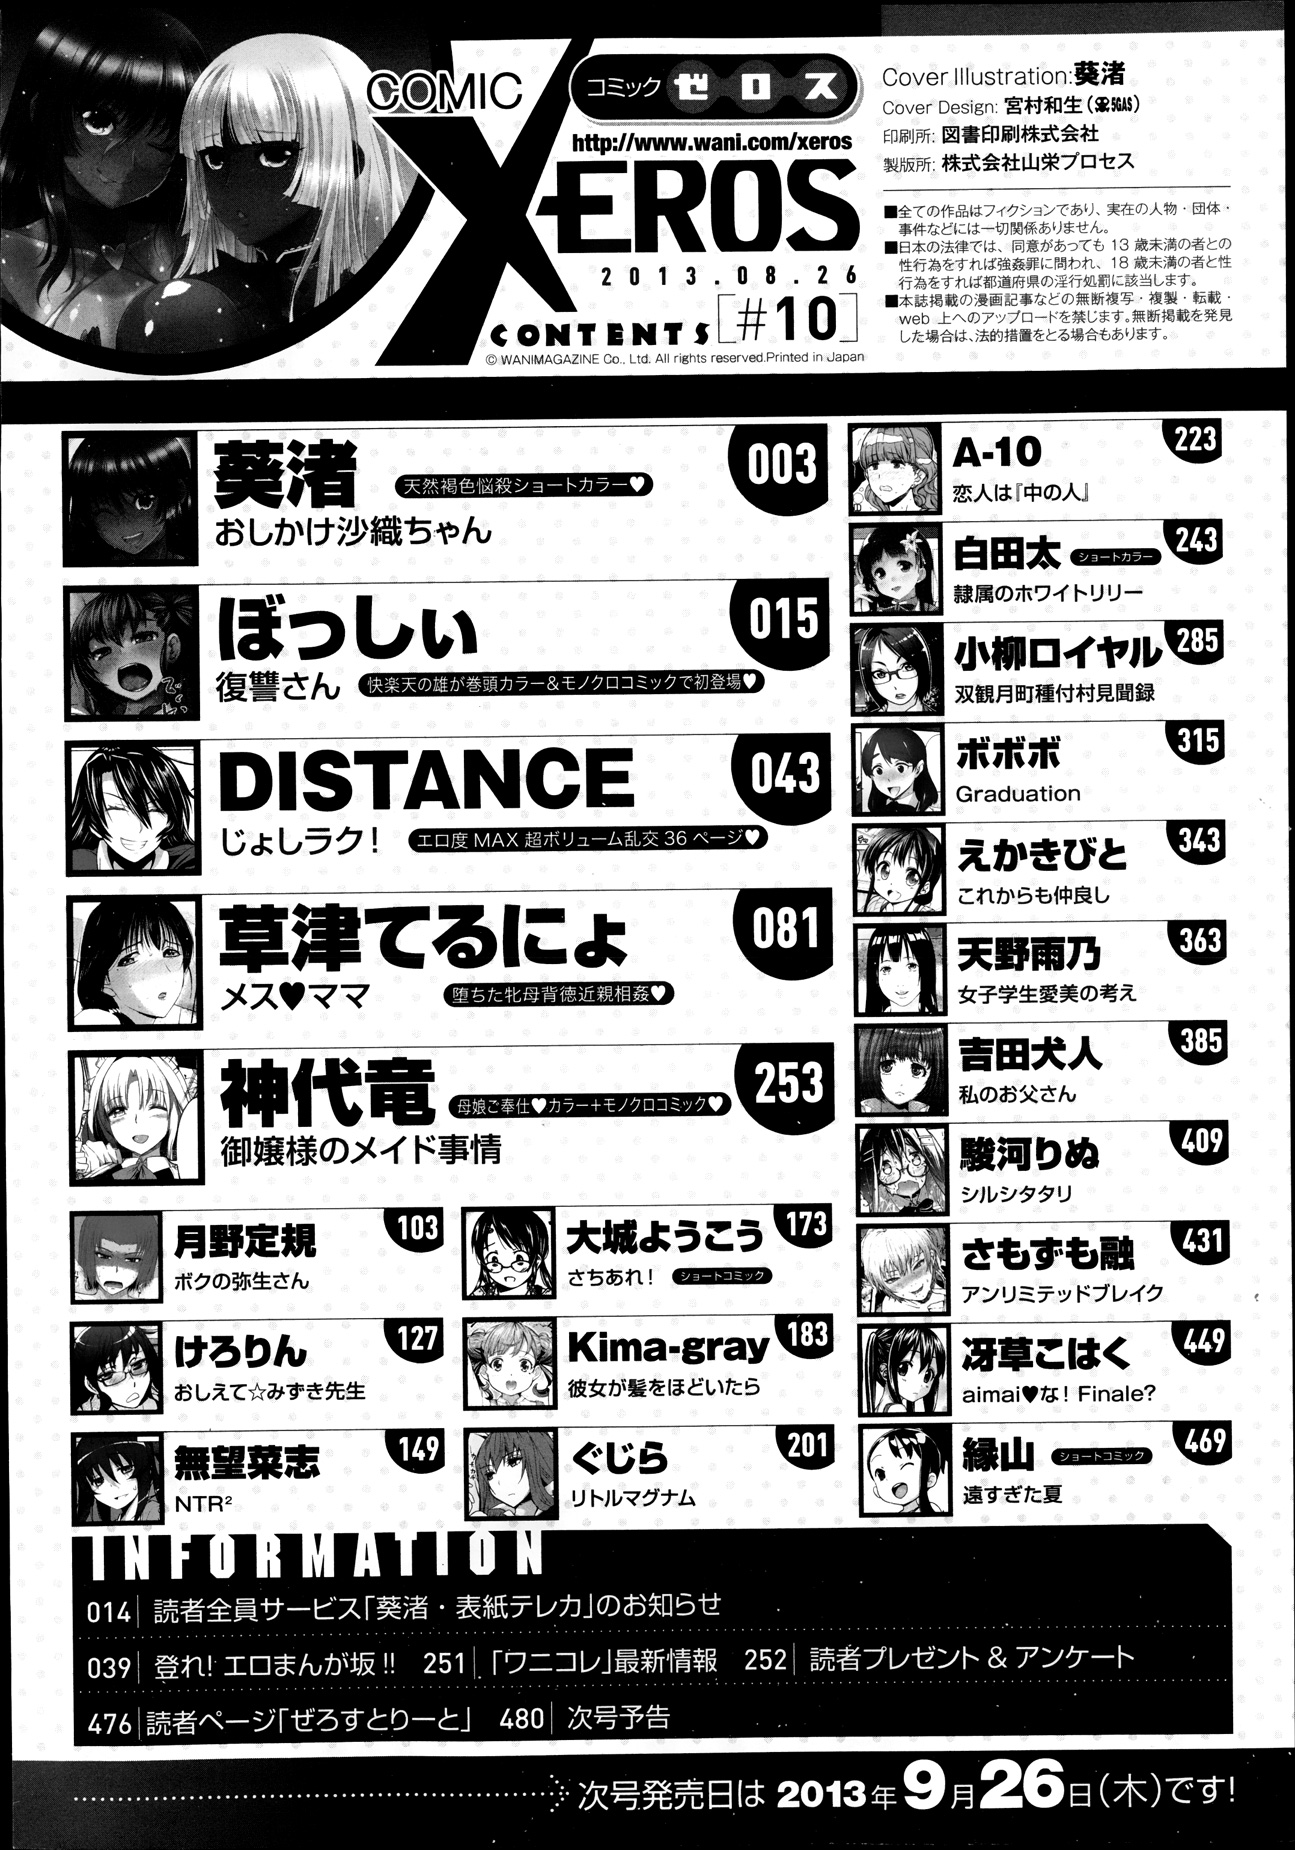 COMIC
コミック ゼロス
http://www.wani.com/xeros
XEROS
2013.08.26
CONTENTS [#10]
© WANIMAGAZINE Co., Ltd. All rights reserved.Printed in Japan
Cover Illustration:葵渚
Cover Design: 宮村和生(5GAS)
印刷所: 図書印刷株式会社
製版所: 株式会社山栄プロセス
■全ての作品はフィクションであり、実在の人物・団体・
事件などには一切関係ありません。
■日本の法律では、同意があっても 13 歳未満の者との
性行為をすれば強姦罪に問われ、18 歳未満の者と性
行為をすれば都道府県の淫行処罰に該当します。
■本誌掲載の漫画記事などの無断複写・複製・転載・
web 上へのアップロードを禁じます。無断掲載を発見
した場合は、法的措置をとる場合もあります。
葵渚 天然褐色悩殺ショートカラー♥ 003
おしかけ沙織ちゃん
ぼっしぃ 015
復讐さん 快楽天の雄が巻頭カラー&モノクロコミックで初登場♥
DISTANCE 043
じょしラク! エロ度 MAX 超ボリューム乱交 36 ページ♥
草津てるにょ 081
メス♥ママ 堕ちた牝母背徳近親相姦♥
神代竜 母娘ご奉仕♥カラー+モノクロコミック♥ 253
御嬢様のメイド事情
月野定規 103
ボクの弥生さん
けろりん 127
おしえて☆みずき先生
無望菜志 149
NTR²
大城ようこう 173
さちあれ! ショートコミック
Kima-gray 183
彼女が髪をほどいたら
ぐじら 201
リトルマグナム
A-10 223
恋人は『中の人』
白田太 ショートカラー 243
隷属のホワイトリリー
小柳ロイヤル 285
双観月町種付村見聞録
ボボボ 315
Graduation
えかきびと 343
これからも仲良し
天野雨乃 363
女子学生愛美の考え
吉田犬人 385
私のお父さん
駿河りぬ 409
シルシタタリ
さもずも融 431
アンリミテッドブレイク
冴草こはく 449
aimai♥な! Finale?
縁山 ショートコミック 469
遠すぎた夏
INFORMATION
014 読者全員サービス「葵渚・表紙テレカ」のお知らせ
039 登れ! エロまんが坂!! 251 「ワニコレ」最新情報 252 読者プレゼント & アンケート
476 読者ページ「ぜろすとりーと」 480 次号予告
次号発売日は 2013年9月26日(木)です!